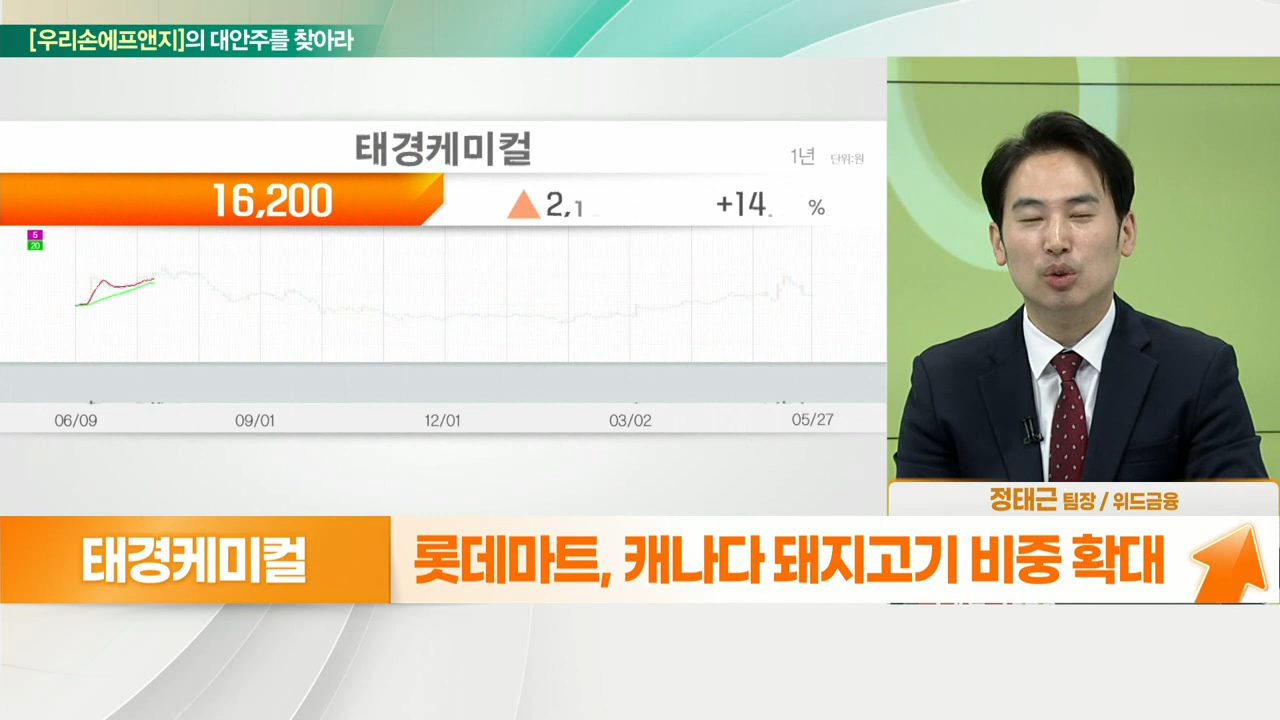 [우리손에프앤지]의 대안주를 찾아라
태경케미컬
1년 단위:원
16,200 ▲ 2,1 +14. %
5
20
06/09 09/01 12/01 03/02 05/27
정태근 팀장 / 위드금융
태경케미컬
롯데마트, 캐나다 돼지고기 비중 확대